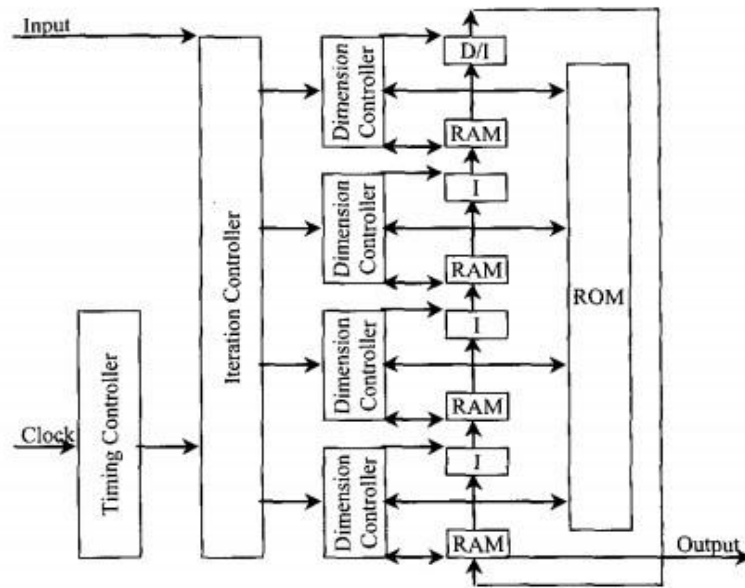 Input
D/I
Dimension
Controller
RAM
I
Dimension
Controller
RAM
ROM
Iteration Controller
I
Dimension
Controller
RAM
Clock
Timing Controller
I
Dimension
Controller
RAM
Output